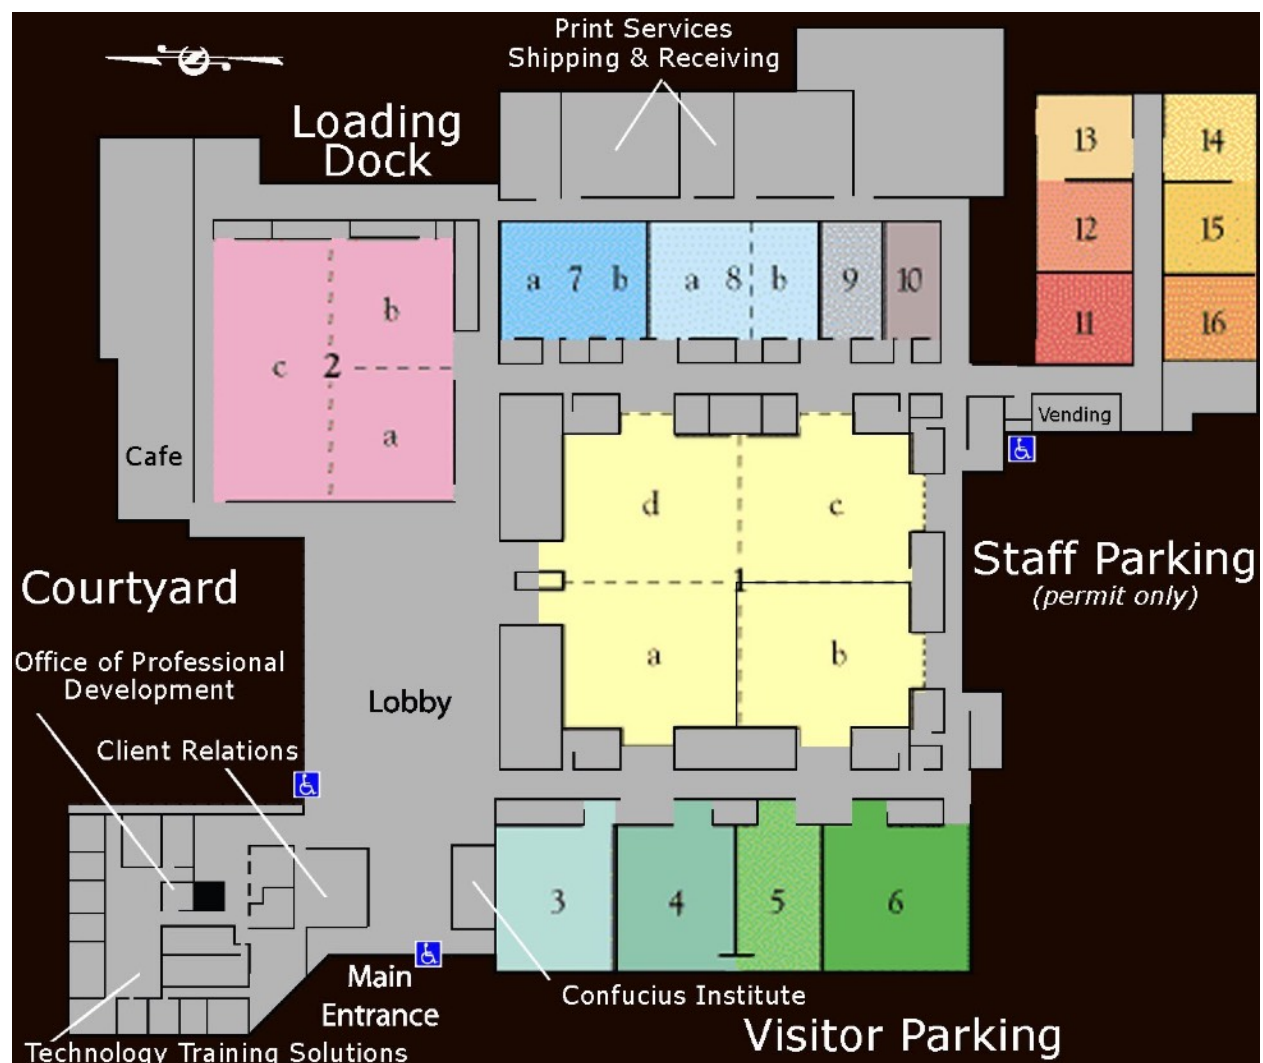 Print Services
Shipping & Receiving
Loading
Dock
13
14
12
15
11
16
a 7 b
a 8 b
9
10
b
c 2
a
Vending
Cafe
d
c
1
a
b
Staff Parking
(permit only)
Courtyard
Office of Professional
Development
Lobby
Client Relations
3
4
5
6
Main
Entrance
Confucius Institute
Visitor Parking
Technology Training Solutions